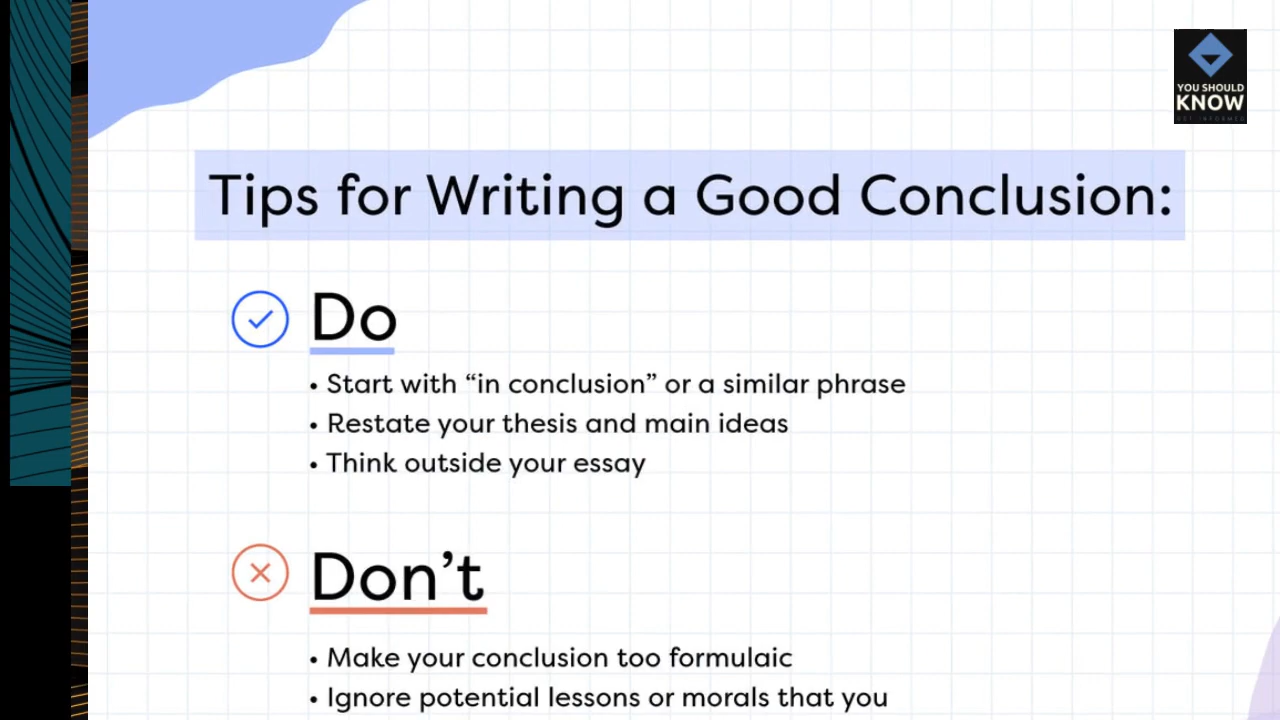 YOU SHOULD
KNOW
GET INFORMED
Tips for Writing a Good Conclusion:
Do
• Start with “in conclusion” or a similar phrase
• Restate your thesis and main ideas
• Think outside your essay
Don’t
• Make your conclusion too formulaic
• Ignore potential lessons or morals that you